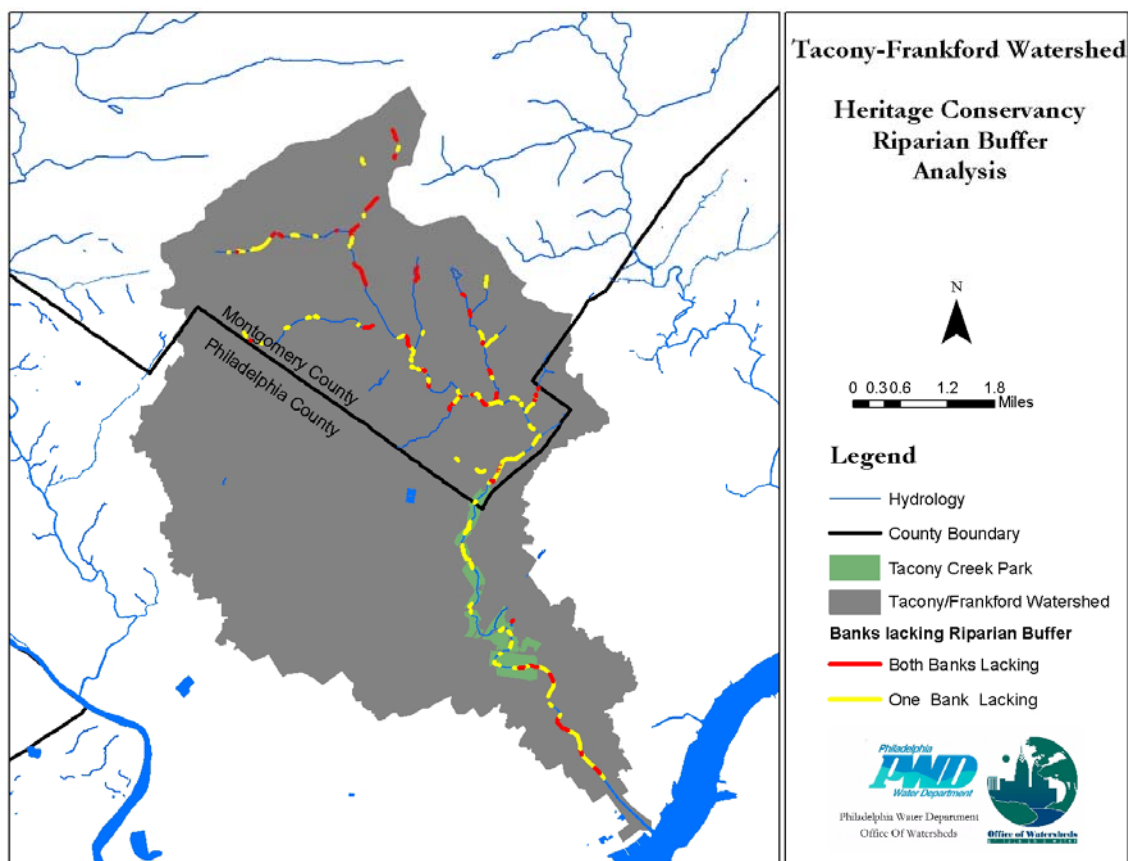 Tacony-Frankford Watershed
Heritage Conservancy
Riparian Buffer
Analysis
Montgomery County
Philadelphia County
N
0 0.3 0.6 1.2 1.8
Miles
Legend
Hydrology
County Boundary
Tacony Creek Park
Tacony/Frankford Watershed
Banks lacking Riparian Buffer
Both Banks Lacking
One Bank Lacking
Philadelphia
PWD
Water Department
Philadelphia Water Department
Office Of Watersheds
Office of Watersheds